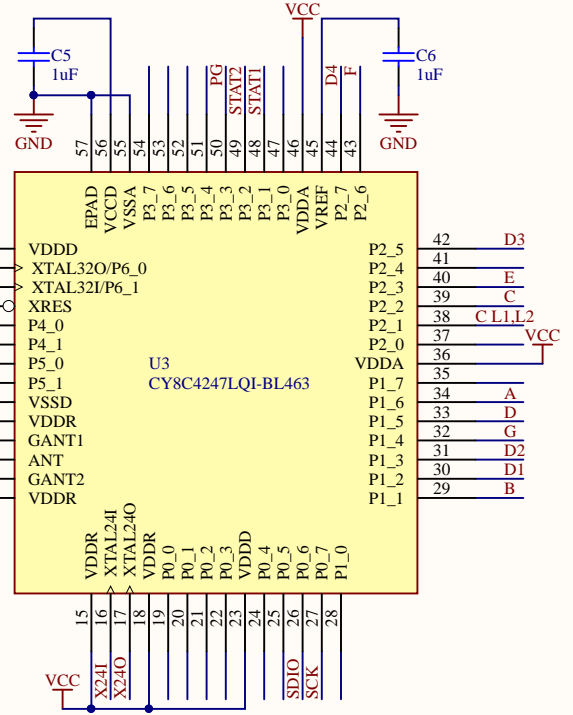 VCC
C5
1uF
GND
C6
1uF
GND
PG
STAT2
STAT1
D4
F
57
56
55
54
53
52
51
50
49
48
47
46
45
44
43
EPAD
VCCD
VSSA
P3_7
P3_6
P3_5
P3_4
P3_3
P3_2
P3_1
P3_0
VDDA
VREF
P2_7
P2_6
VDDD
XTAL32O/P6_0
XTAL32I/P6_1
XRES
P4_0
P4_1
P5_0
P5_1
VSSD
VDDR
GANT1
ANT
GANT2
VDDR
U3
CY8C4247LQI-BL463
P2_5 42 D3
P2_4 41
P2_3 40 E
P2_2 39 C
P2_1 38 C L1,L2
P2_0 37
VDDA 36 VCC
P1_7 35
P1_6 34 A
P1_5 33 D
P1_4 32 G
P1_3 31 D2
P1_2 30 D1
P1_1 29 B
VDDR
XTAL24I
XTAL24O
VDDR
P0_0
P0_1
P0_2
P0_3
VDDD
P0_4
P0_5
P0_6
P0_7
P1_0
15
16
17
18
19
20
21
22
23
24
25
26
27
28
VCC
X24I
X24O
SDIO
SCK